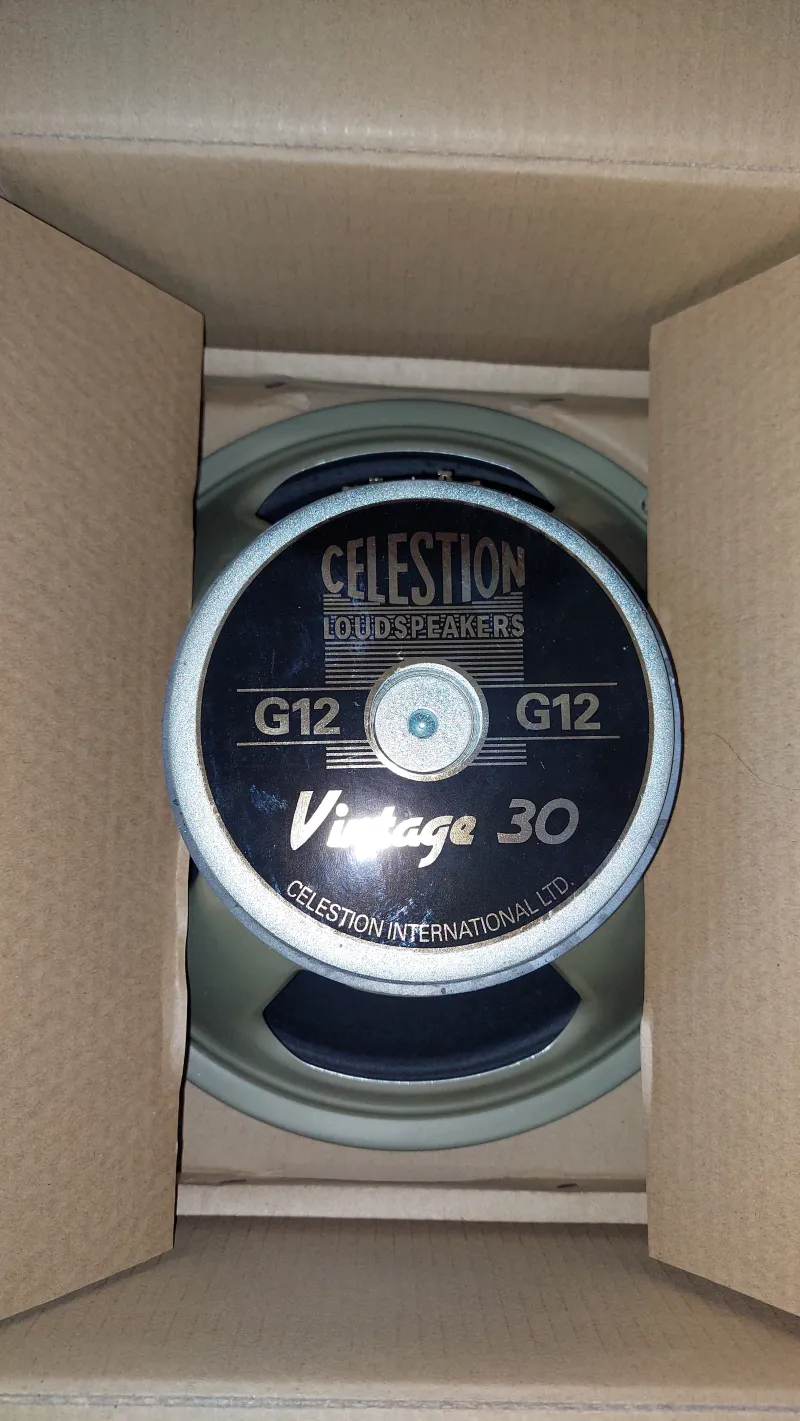 CELESTION
LOUDSPEAKERS
G12 G12
Vintage 30
CELESTION INTERNATIONAL LTD.